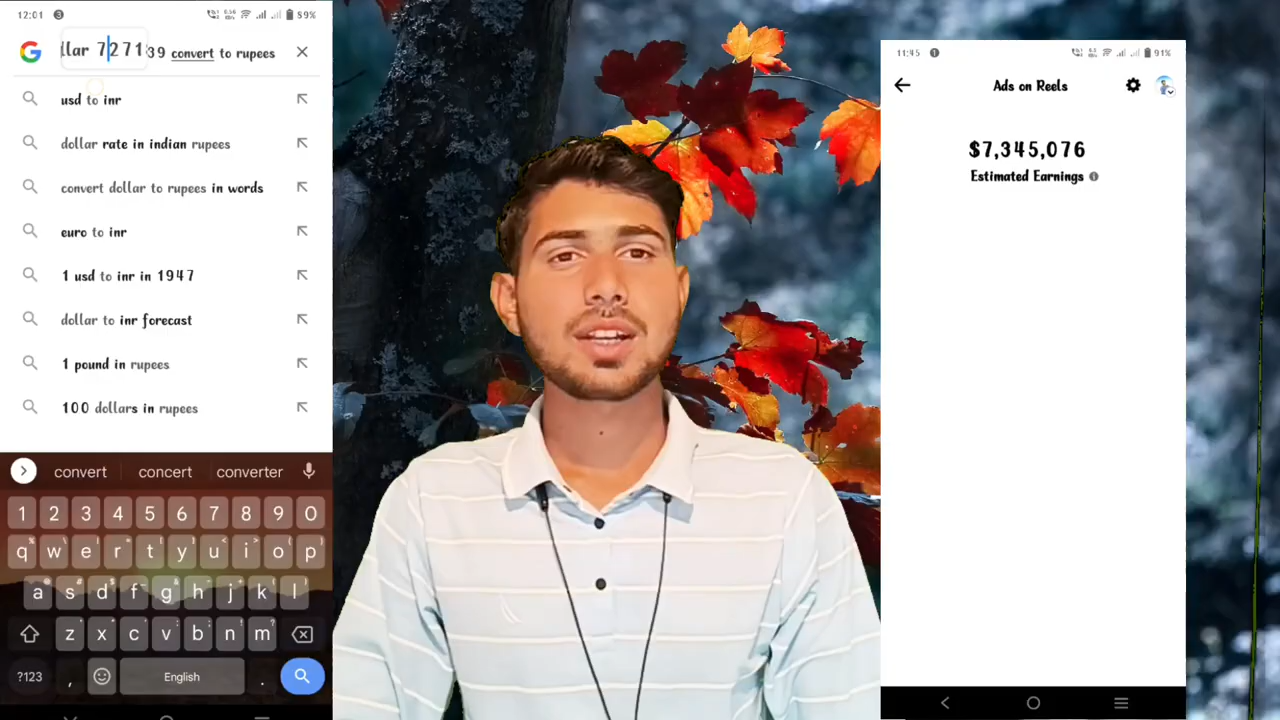 12:01 3 89%
llar 7271 39 convert to rupees
usd to inr
dollar rate in indian rupees
convert dollar to rupees in words
euro to inr
1 usd to inr in 1947
dollar to inr forecast
1 pound in rupees
100 dollars in rupees
convert concert converter
1 2 3 4 5 6 7 8 9 0
q w e r t y u i o p
a s d f g h j k l
z x c v b n m
?123 , English .
11:45 1 91%
Ads on Reels
$7,345,076
Estimated Earnings